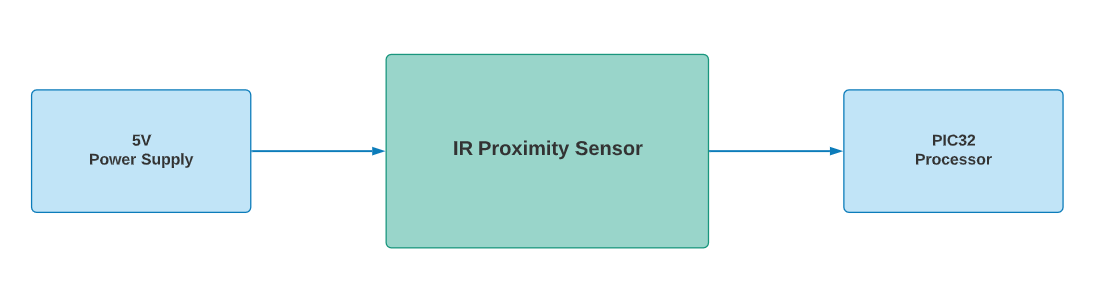 5V
Power Supply
IR Proximity Sensor
PIC32
Processor